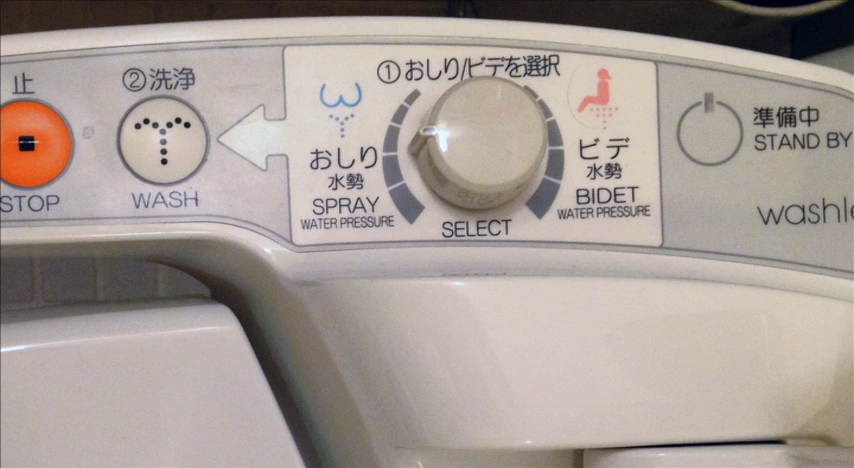 止
STOP
②洗浄
WASH
①おしり/ビデを選択
おしり
水勢
SPRAY
WATER PRESSURE
SELECT
ビデ
水勢
BIDET
WATER PRESSURE
準備中
STAND BY
washle